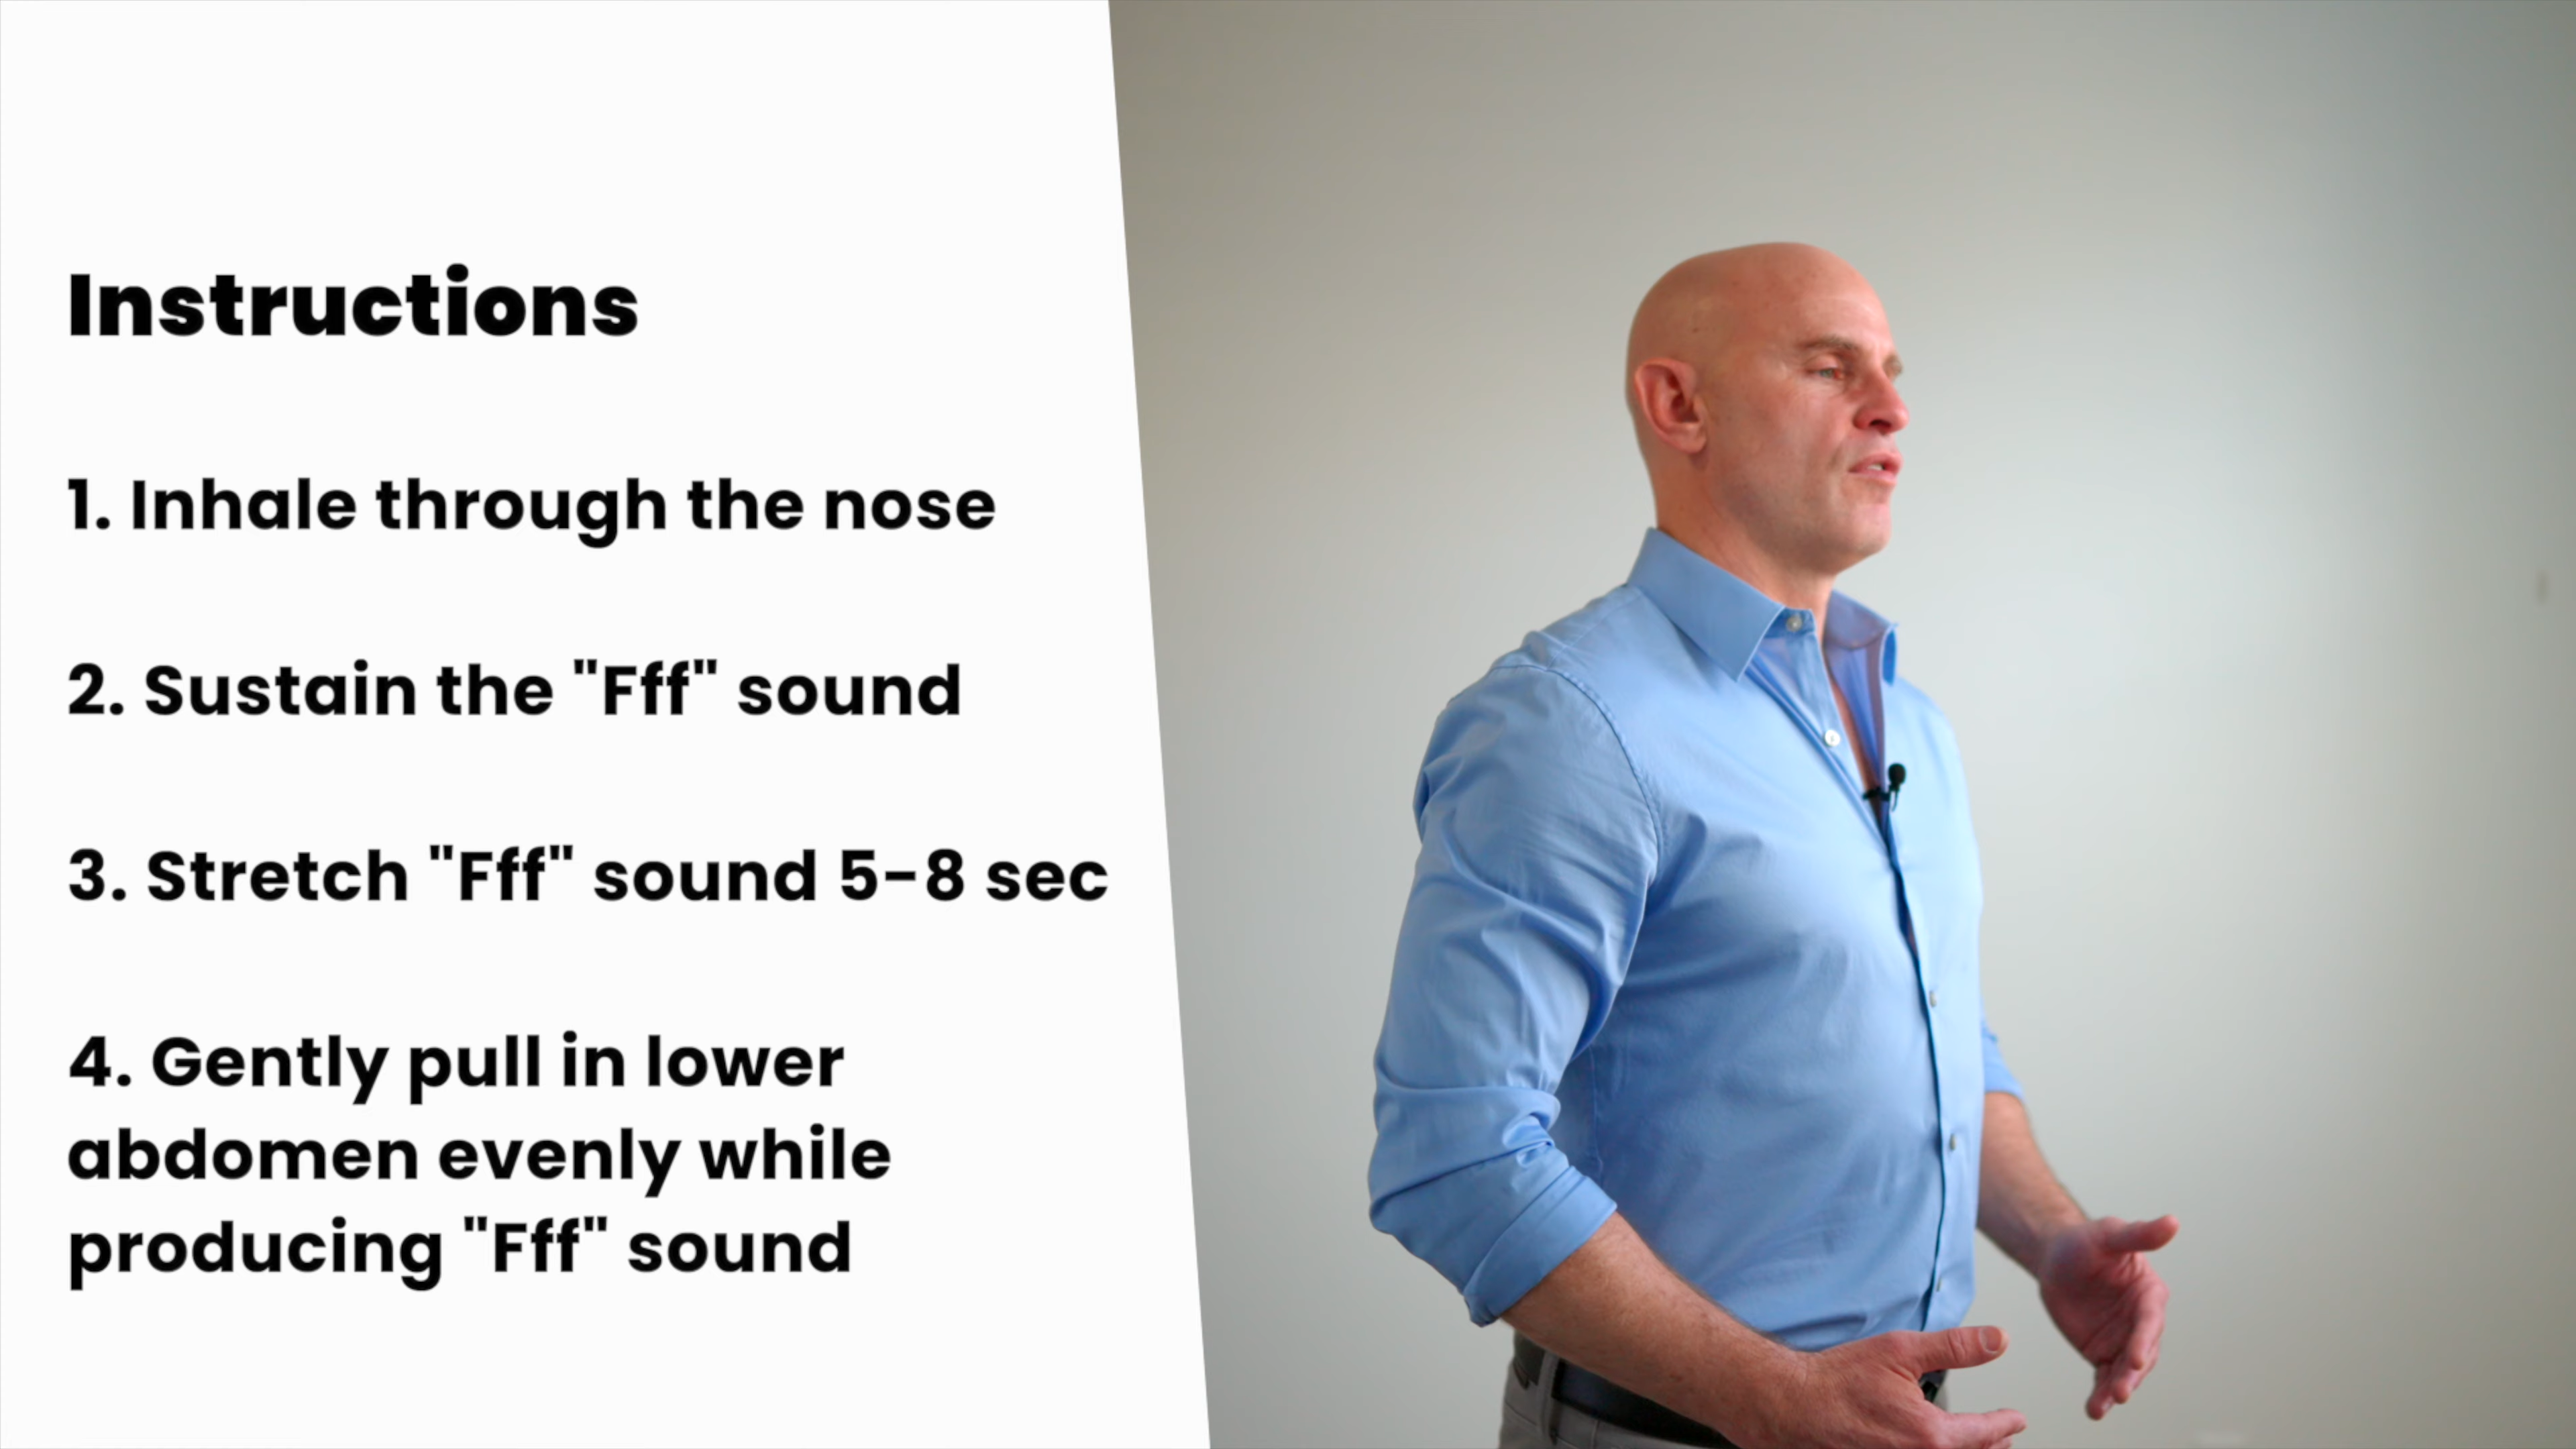 Instructions
1. Inhale through the nose
2. Sustain the "Fff" sound
3. Stretch "Fff" sound 5-8 sec
4. Gently pull in lower
abdomen evenly while
producing "Fff" sound